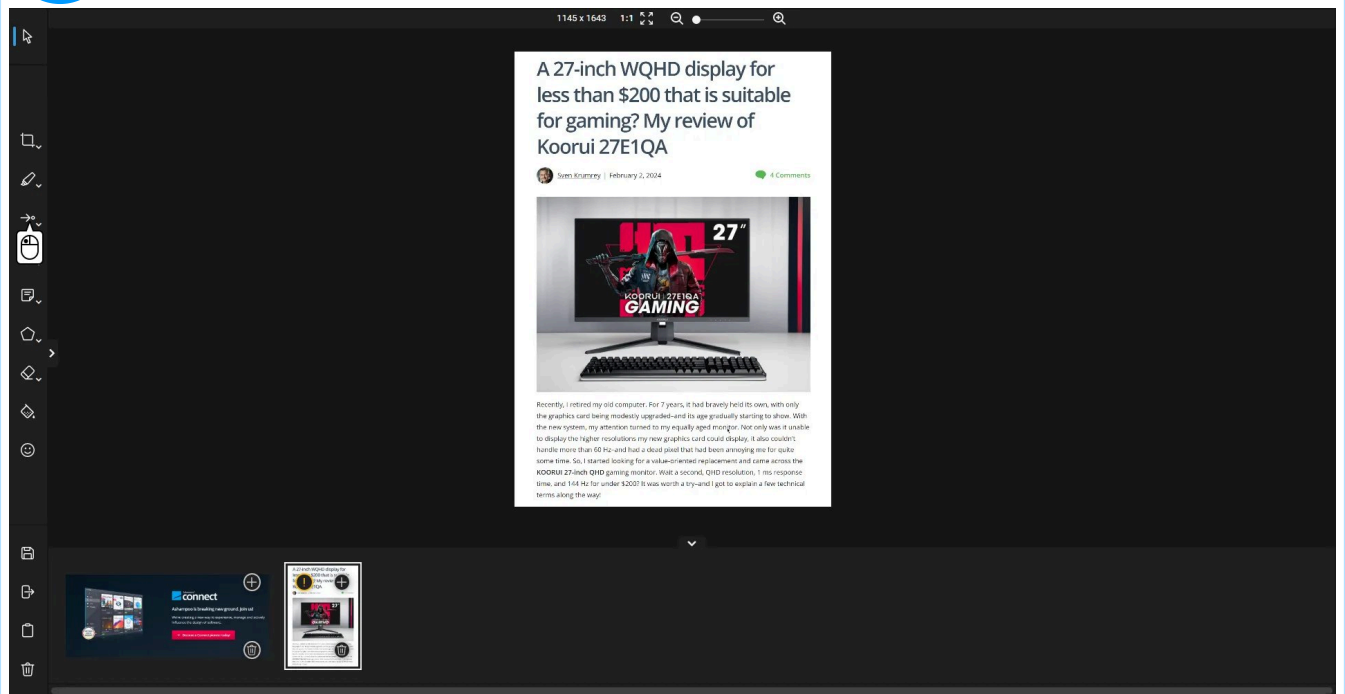 1145 x 1643 1:1
A 27-inch WQHD display for
less than $200 that is suitable
for gaming? My review of
Koorui 27E1QA
Sven Krumrey | February 2, 2024 4 Comments
27"
KOORUI 27E1QA
GAMING
Recently, I retired my old computer. For 7 years, it had bravely held its own, with only
the graphics card being modestly upgraded–and its age gradually starting to show. With
the new system, my attention turned to my equally aged monitor. Not only was it unable
to display the higher resolutions my new graphics card could display, it also couldn't
handle more than 60 Hz–and had a dead pixel that had been annoying me for quite
some time. So, I started looking for a value-oriented replacement and came across the
KOORUI 27-inch QHD gaming monitor. Wait a second, QHD resolution, 1 ms response
time, and 144 Hz for under $200? It was worth a try–and I got to explain a few technical
terms along the way:
connect
Ashampoo is breaking new ground. Join us!